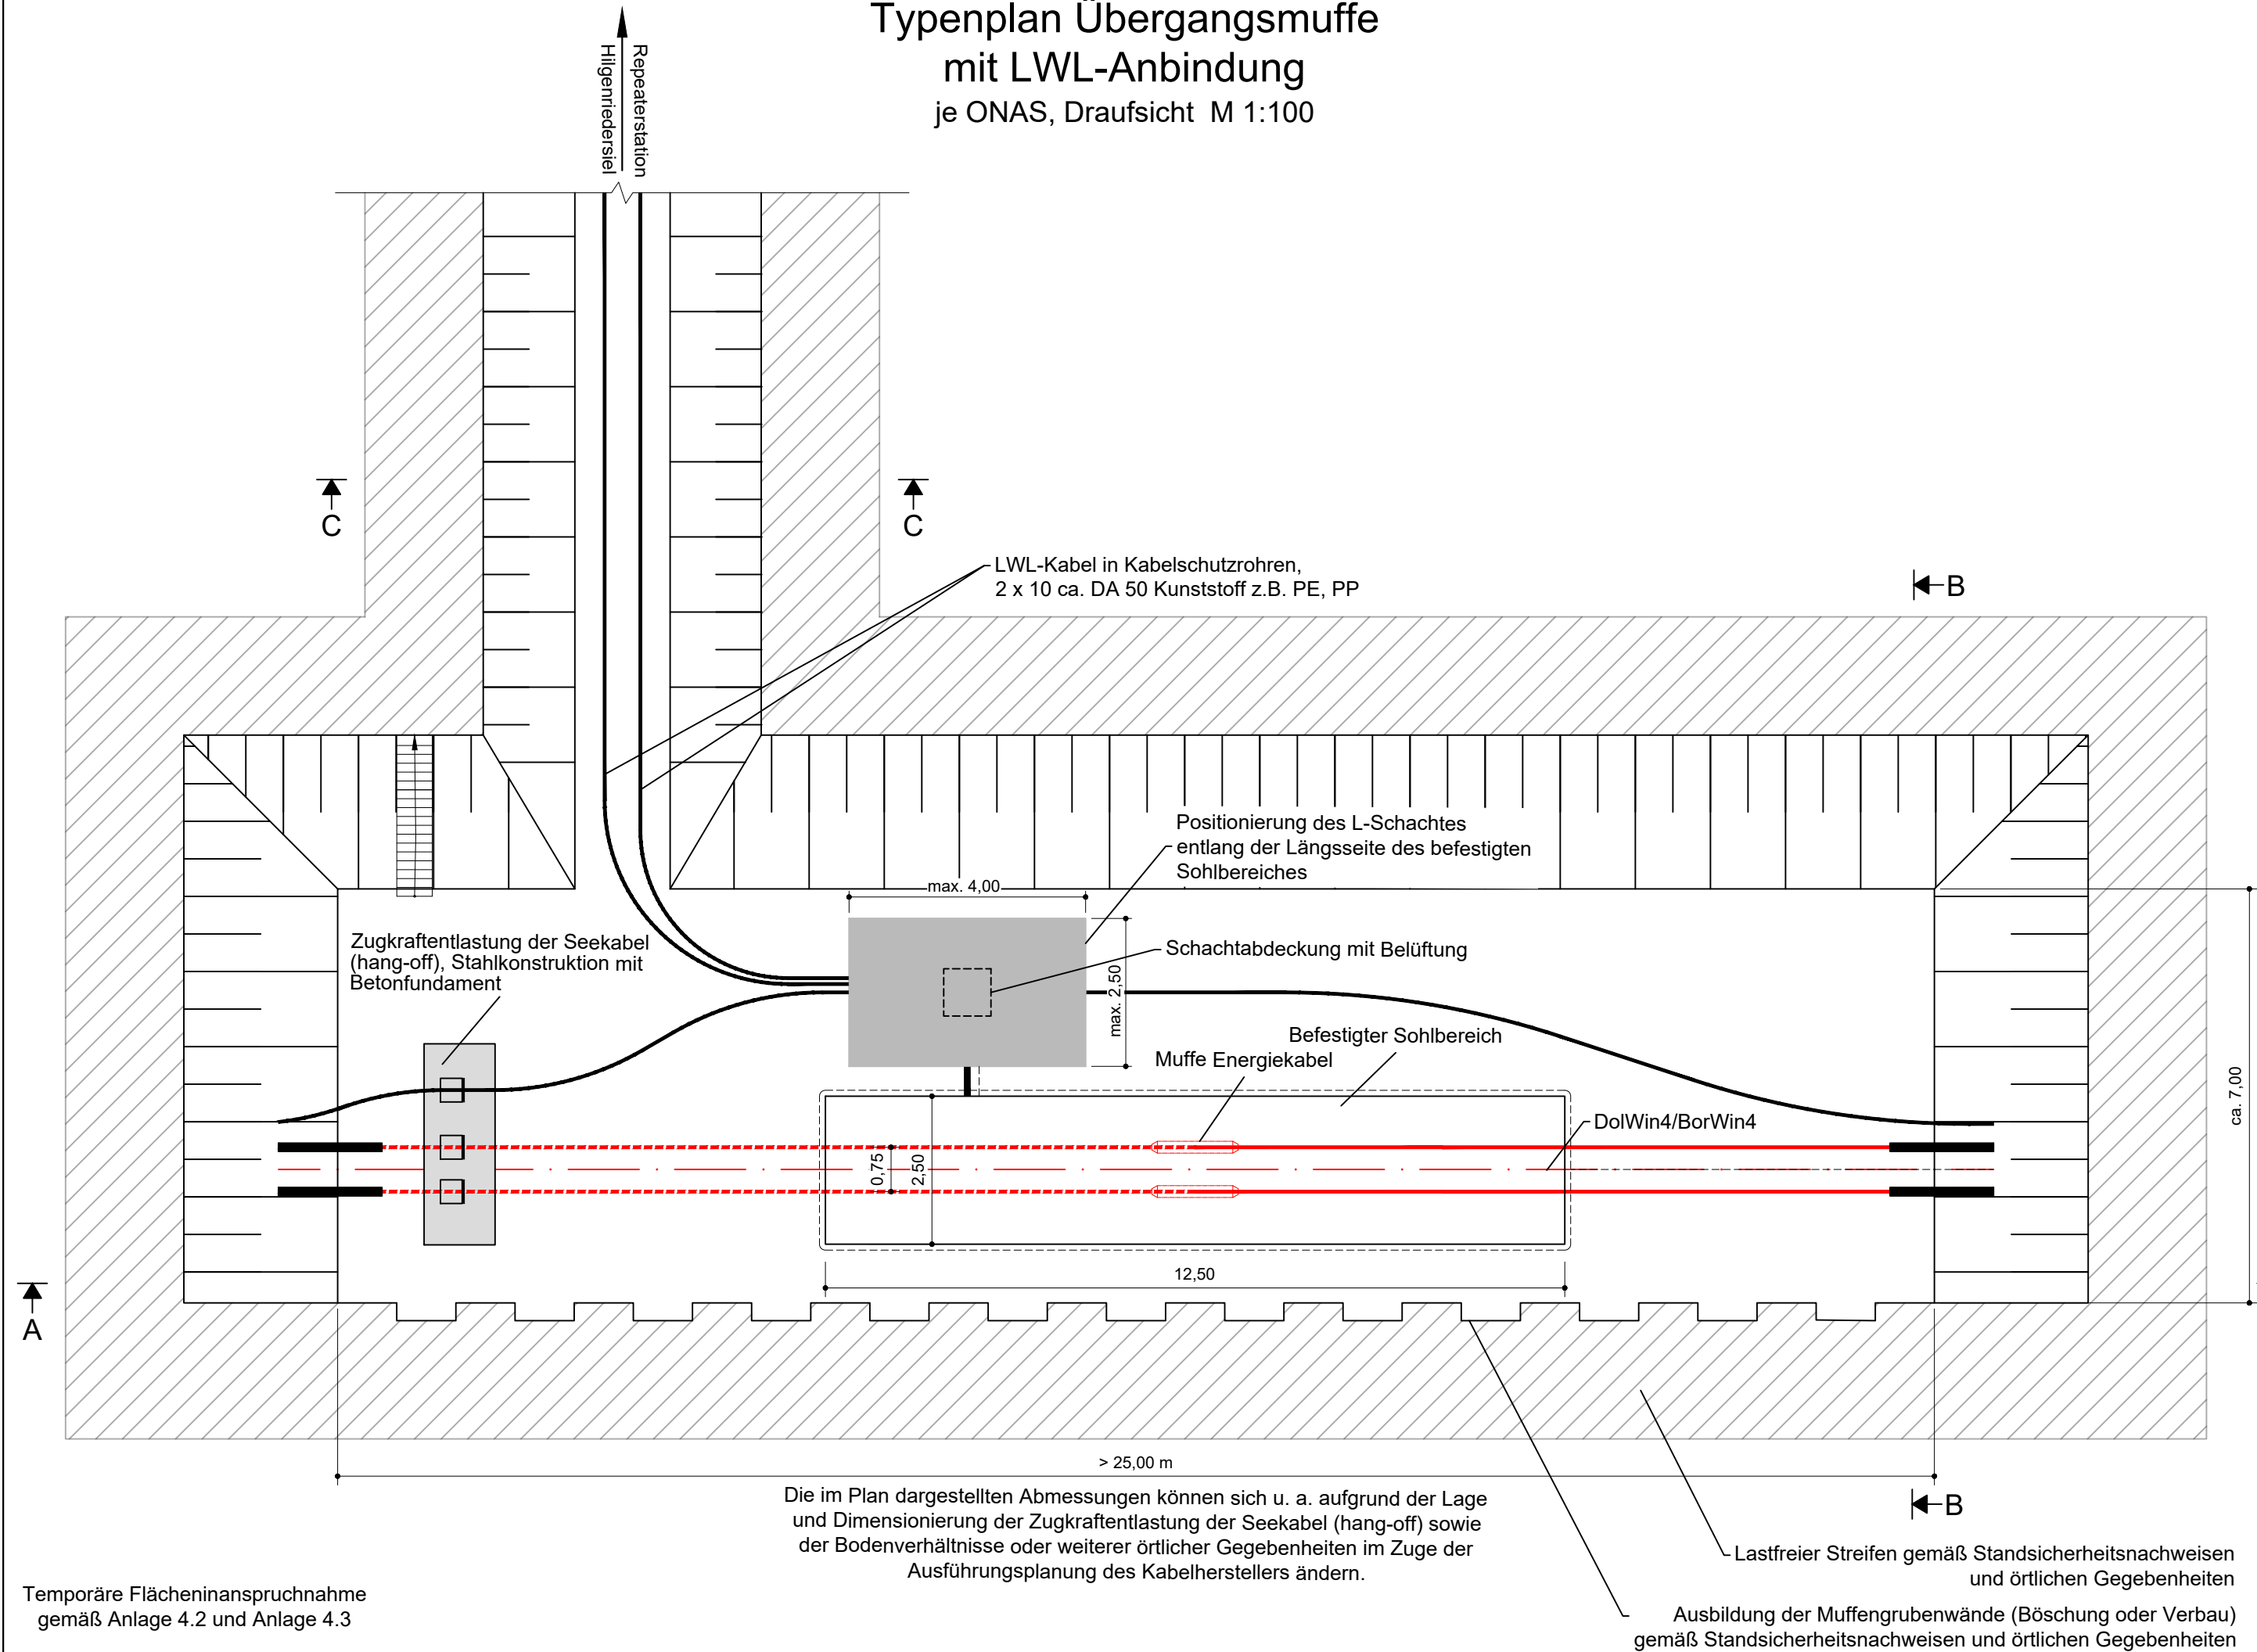 Typenplan Übergangsmuffe
mit LWL-Anbindung
je ONAS, Draufsicht M 1:100
Repeaterstation
Hilgenriedersiel
C
C
LWL-Kabel in Kabelschutzrohren,
2 x 10 ca. DA 50 Kunststoff z.B. PE, PP
B
Positionierung des L-Schachtes
entlang der Längsseite des befestigten
Sohlbereiches
max. 4,00
Zugkraftentlastung der Seekabel
(hang-off), Stahlkonstruktion mit
Betonfundament
Schachtabdeckung mit Belüftung
max. 2,50
Befestigter Sohlbereich
Muffe Energiekabel
ca. 7,00
DolWin4/BorWin4
0,75
2,50
12,50
A
> 25,00 m
Die im Plan dargestellten Abmessungen können sich u. a. aufgrund der Lage
und Dimensionierung der Zugkraftentlastung der Seekabel (hang-off) sowie
der Bodenverhältnisse oder weiterer örtlicher Gegebenheiten im Zuge der
Ausführungsplanung des Kabelherstellers ändern.
B
Lastfreier Streifen gemäß Standsicherheitsnachweisen
und örtlichen Gegebenheiten
Temporäre Flächeninanspruchnahme
gemäß Anlage 4.2 und Anlage 4.3
Ausbildung der Muffengrubenwände (Böschung oder Verbau)
gemäß Standsicherheitsnachweisen und örtlichen Gegebenheiten